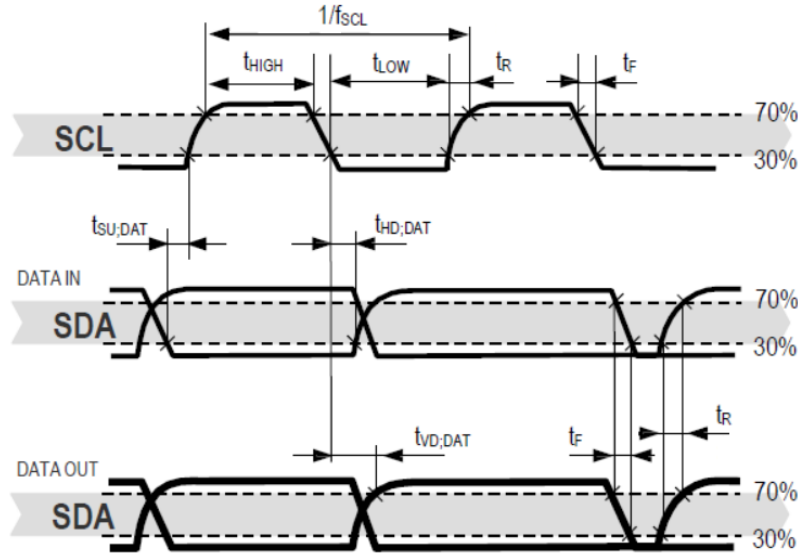 1/fSCL
tHIGH tLOW tR tF
70%
SCL
30%
tSU;DAT tHD;DAT
DATA IN
70%
SDA
30%
tVD;DAT tF tR
DATA OUT
70%
SDA
30%